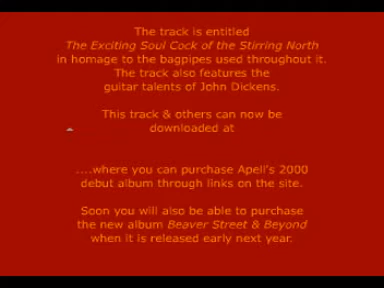 The track is entitled
The Exciting Soul Cock of the Stirring North
in homage to the bagpipes used throughout it.
The track also features the
guitar talents of John Dickens.
This track & others can now be
downloaded at
....where you can purchase Apell's 2000
debut album through links on the site.
Soon you will also be able to purchase
the new album Beaver Street & Beyond
when it is released early next year.